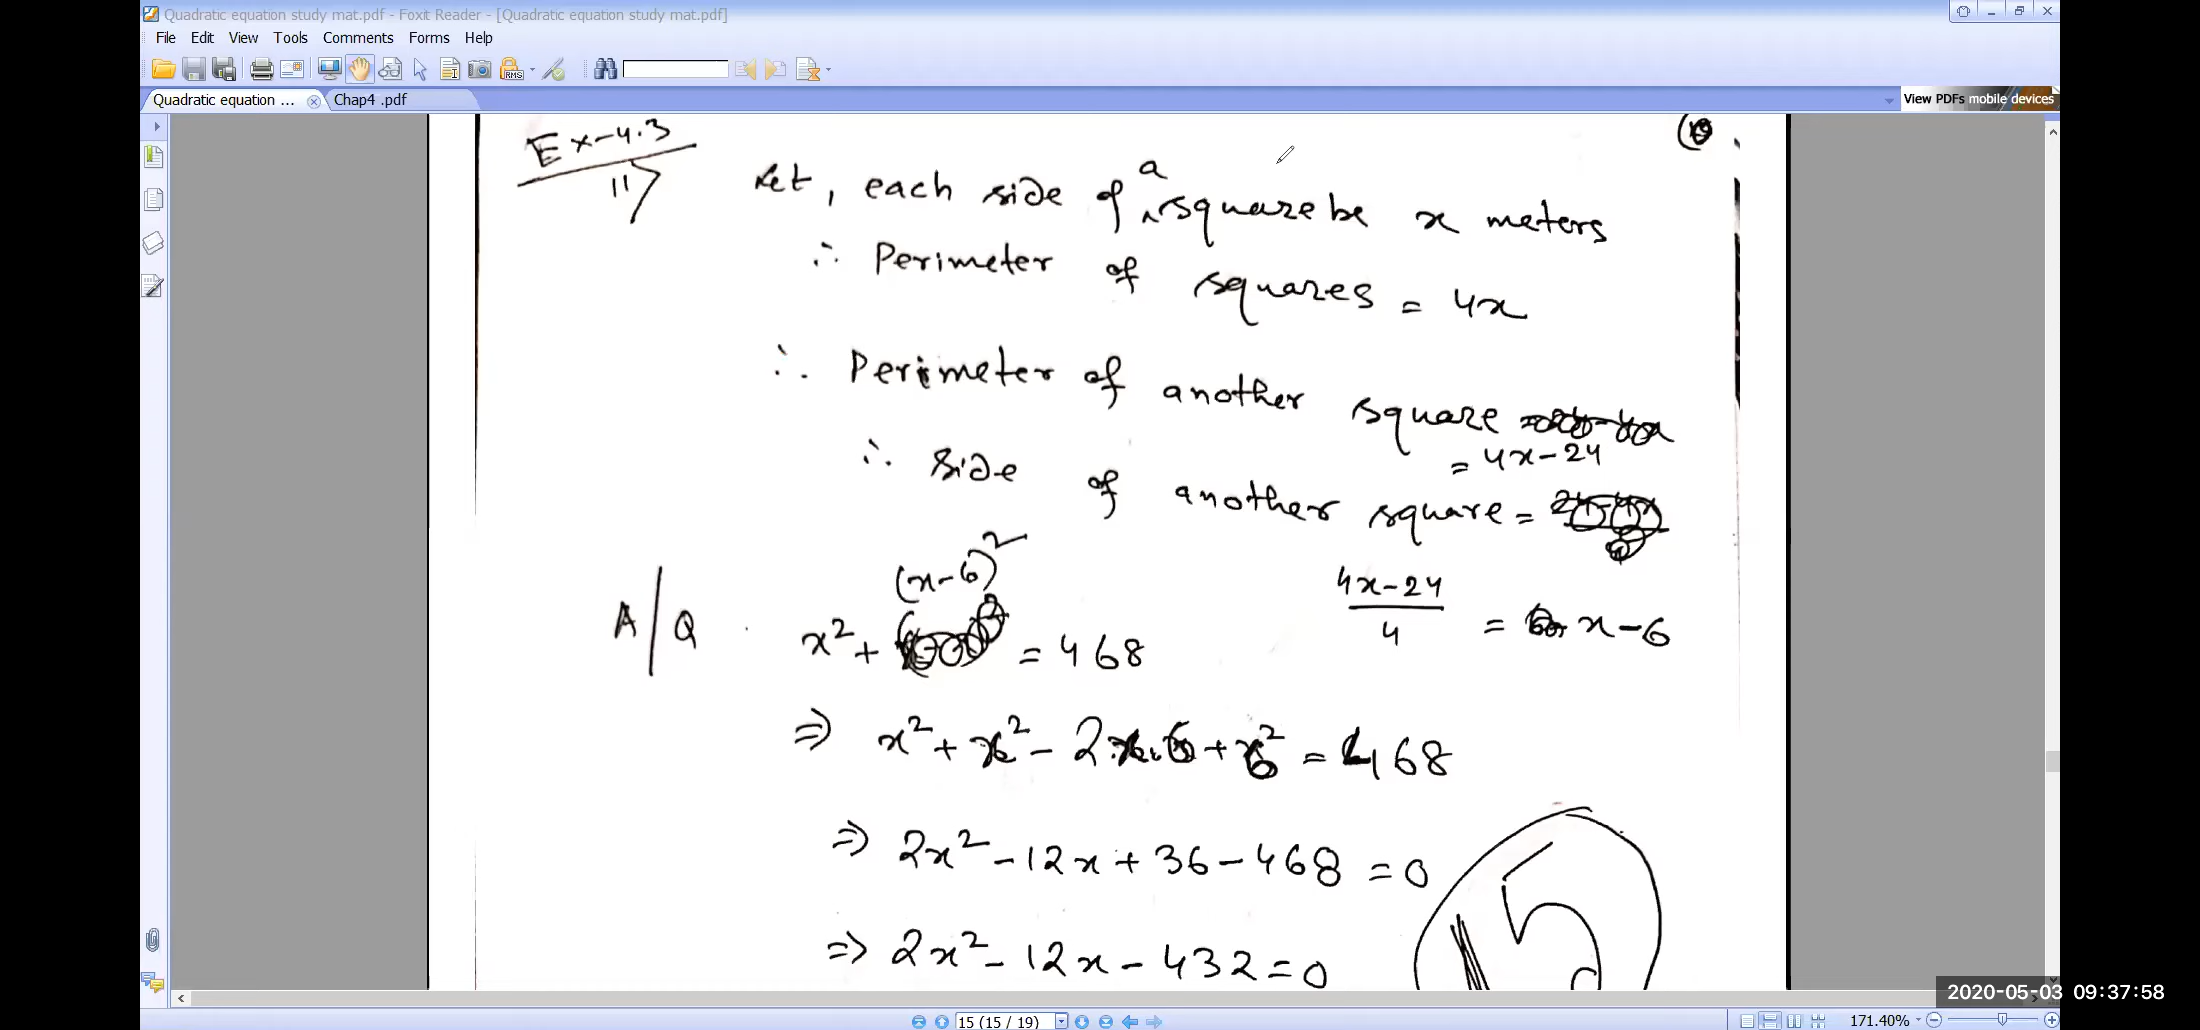 Quadratic equation study mat.pdf - Foxit Reader - [Quadratic equation study mat.pdf]
File Edit View Tools Comments Forms Help
Quadratic equation ... Chap4 .pdf
View PDFs mobile devices
Ex-4.3
11)
Let, each side of a square be x meters
∴ Perimeter of squares = 4x
∴ Perimeter of another square
= 4x-24
∴ side of another square =
4x-24/4 = x-6
A/Q (x-6)²
x² + = 468
⇒ x² + x² - 2.x.6 + 6² = 468
⇒ 2x² - 12x + 36 - 468 = 0
⇒ 2x² - 12x - 432 = 0
15
2020-05-03 09:37:58
15 (15 / 19)
171.40%